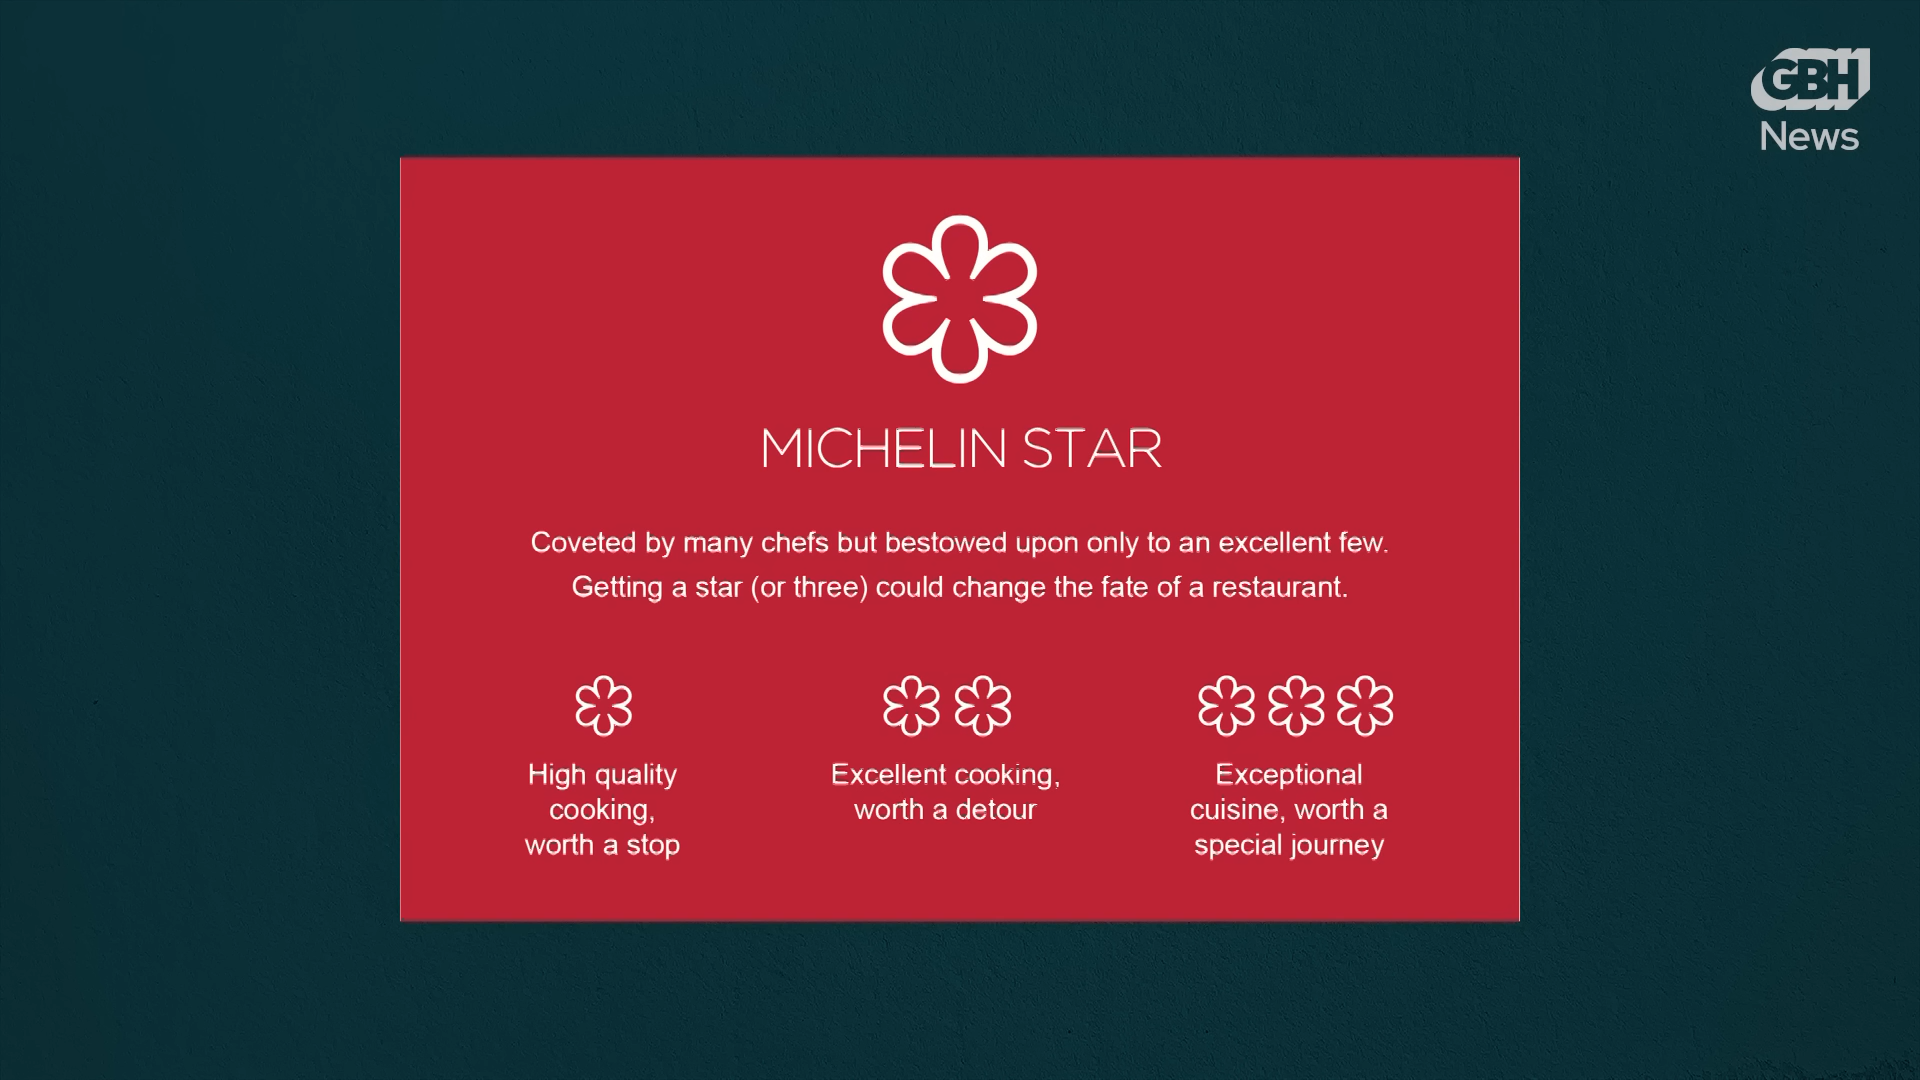 GBH
News
MICHELIN STAR
Coveted by many chefs but bestowed upon only to an excellent few.
Getting a star (or three) could change the fate of a restaurant.
High quality
cooking,
worth a stop
Excellent cooking,
worth a detour
Exceptional
cuisine, worth a
special journey